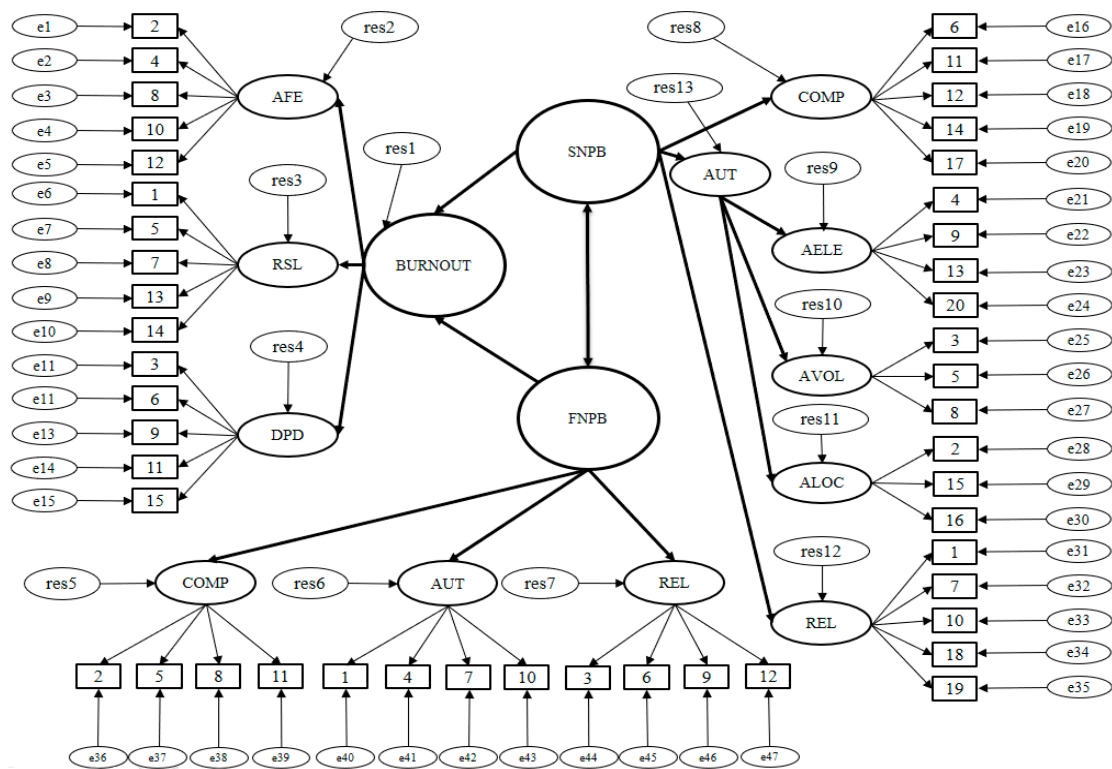 e1
2
e2
4
e3
8
e4
10
e5
12
AFE
res2
e6
1
e7
5
e8
7
e9
13
e10
14
RSL
res3
e11
3
e11
6
e13
9
e14
11
e15
15
DPD
res4
res1
BURNOUT
SNPB
FNPB
res8
COMP
6
e16
11
e17
12
e18
14
e19
17
e20
res13
AUT
res9
AELE
4
e21
9
e22
13
e23
20
e24
res10
AVOL
3
e25
5
e26
8
e27
res11
ALOC
2
e28
15
e29
16
e30
res12
REL
1
e31
7
e32
10
e33
18
e34
19
e35
res5
COMP
2
5
8
11
e36
e37
e38
e39
res6
AUT
1
4
7
10
e40
e41
e42
e43
res7
REL
3
6
9
12
e44
e45
e46
e47